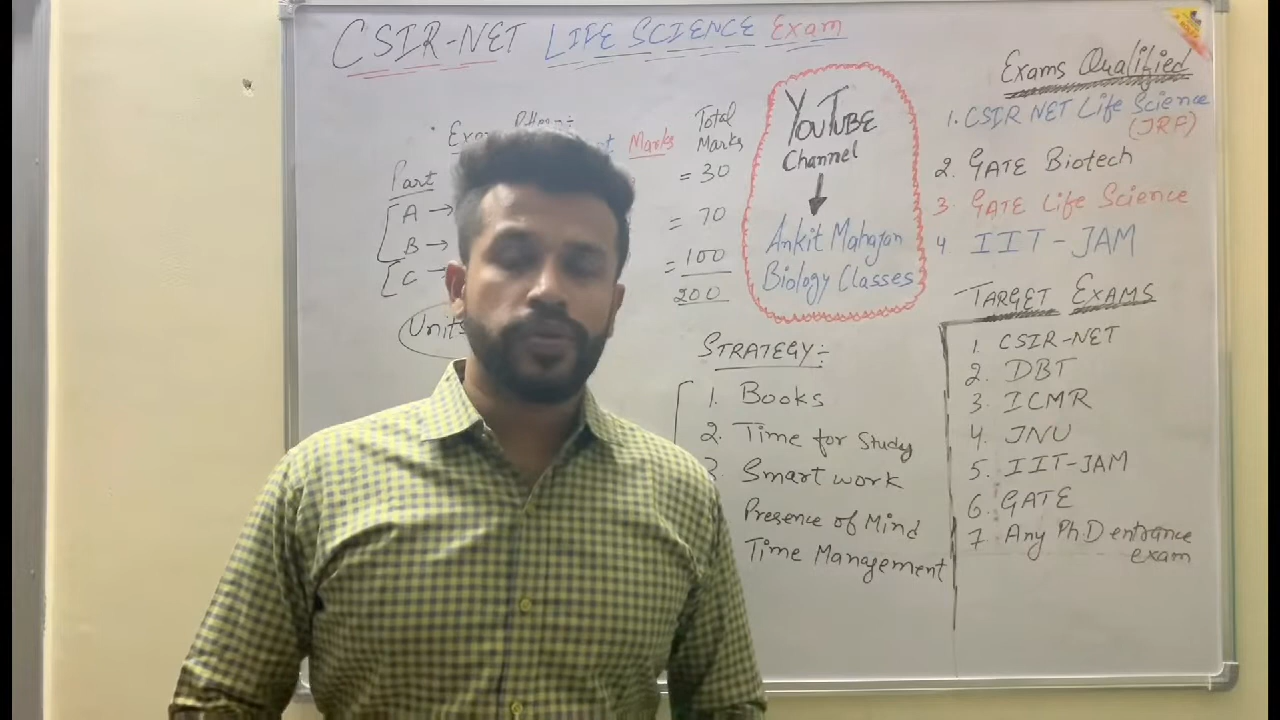 CSIR-NET LIFE SCIENCE Exam
Marks
Total
Marks
Part
A →
= 30
B →
= 70
C →
= 100
200
Units
YOUTUBE
Channel
Ankit Mahajan
Biology Classes
STRATEGY:-
1. Books
2. Time for Study
Smart work
Presence of Mind
Time Management
Exams Qualified
1. CSIR NET Life Science
(JRF)
2. GATE Biotech
3. GATE Life Science
4 IIT-JAM
TARGET EXAMS
1. CSIR-NET
2. DBT
3. ICMR
4. JNU
5. IIT-JAM
6. GATE
7. Any Ph.D entrance
exam